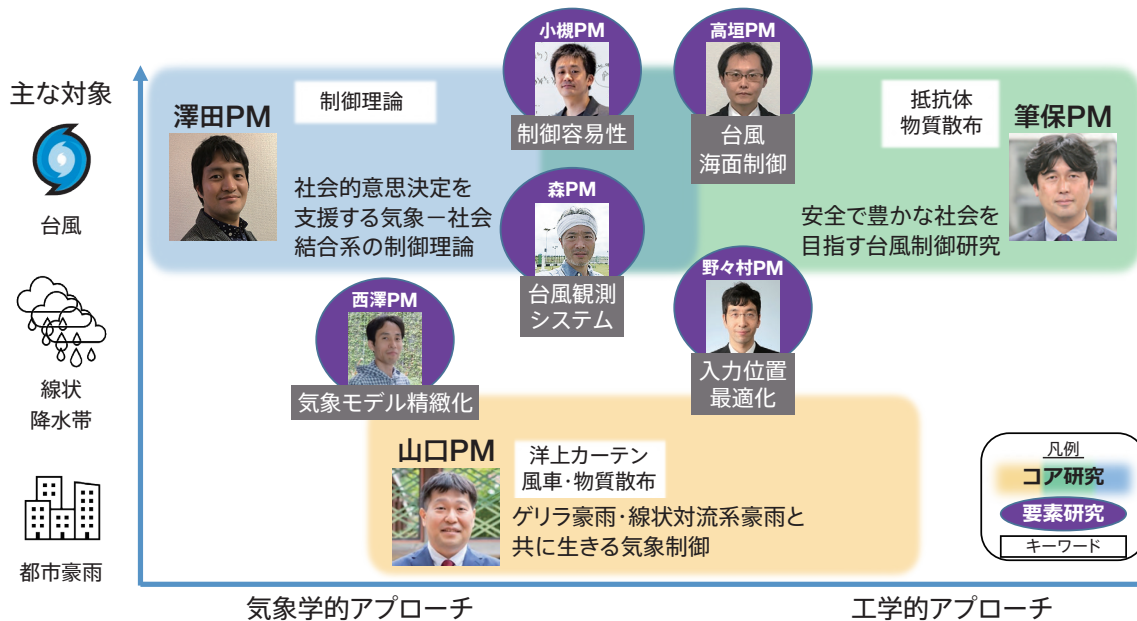 主な対象
台風
線状
降水帯
都市豪雨
澤田PM
制御理論
社会的意思決定を
支援する気象－社会
結合系の制御理論
小槻PM
制御容易性
高垣PM
台風
海面制御
抵抗体
物質散布
筆保PM
安全で豊かな社会を
目指す台風制御研究
森PM
台風観測
システム
野々村PM
入力位置
最適化
西澤PM
気象モデル精緻化
山口PM
洋上カーテン
風車・物質散布
ゲリラ豪雨・線状対流系豪雨と
共に生きる気象制御
凡例
コア研究
要素研究
キーワード
気象学的アプローチ
工学的アプローチ